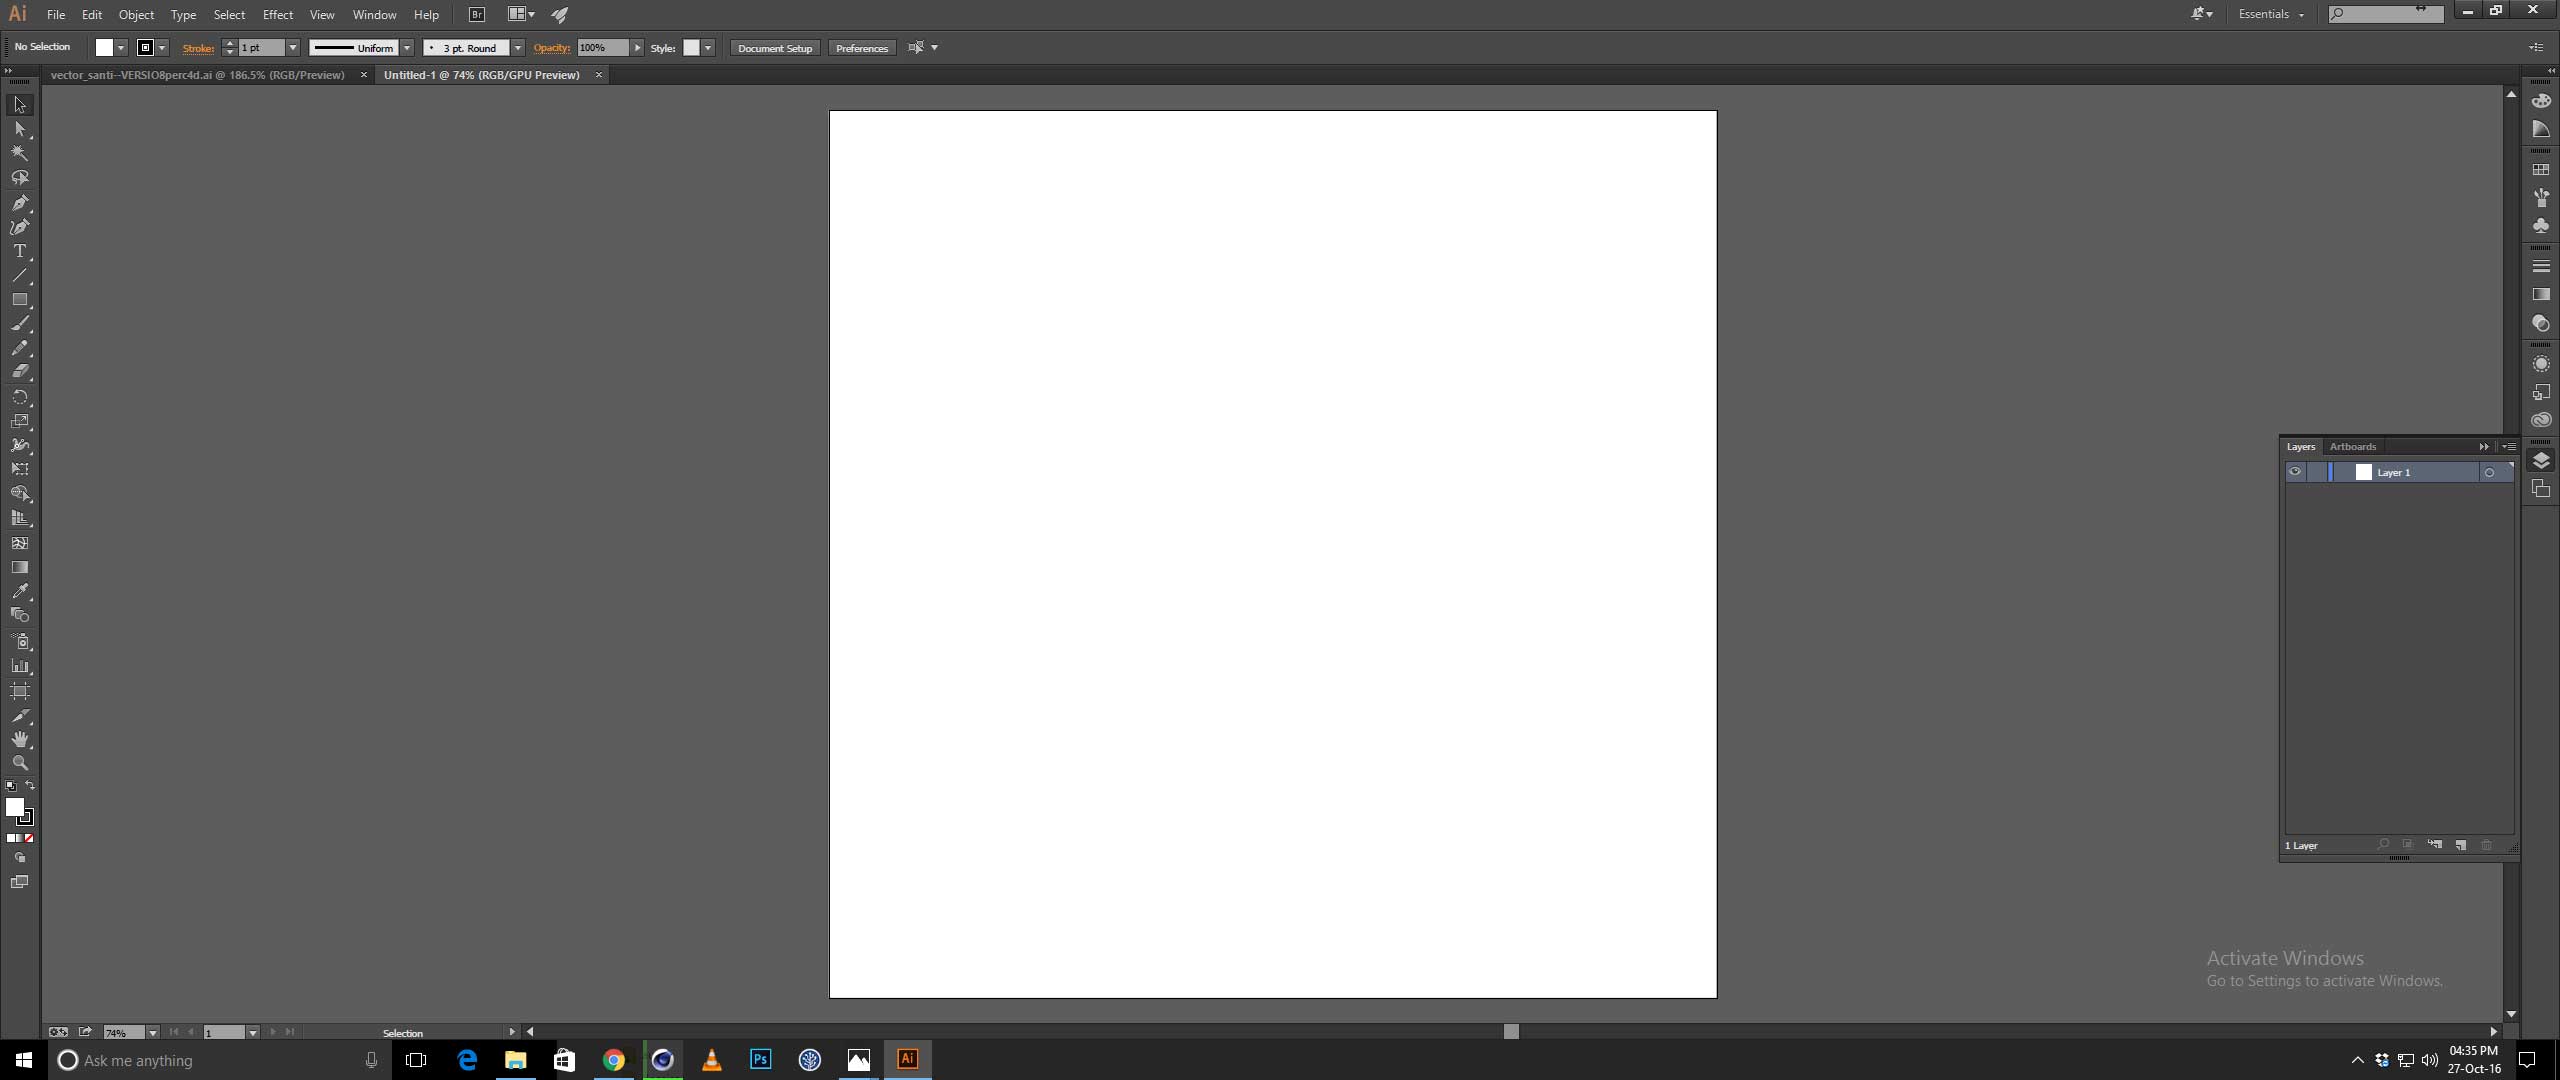 Ai File Edit Object Type Select Effect View Window Help Br Essentials
No Selection Stroke: 1 pt Uniform 3 pt. Round Opacity: 100% Style: Document Setup Preferences
vector_santi--VERSIO8perc4d.ai @ 186.5% (RGB/Preview) × Untitled-1 @ 74% (RGB/GPU Preview) ×
T
Layers Artboards
Layer 1
1 Layer
Activate Windows
Go to Settings to activate Windows.
74% 1 Selection
Ask me anything Ps Ai 04:35 PM
27-Oct-16